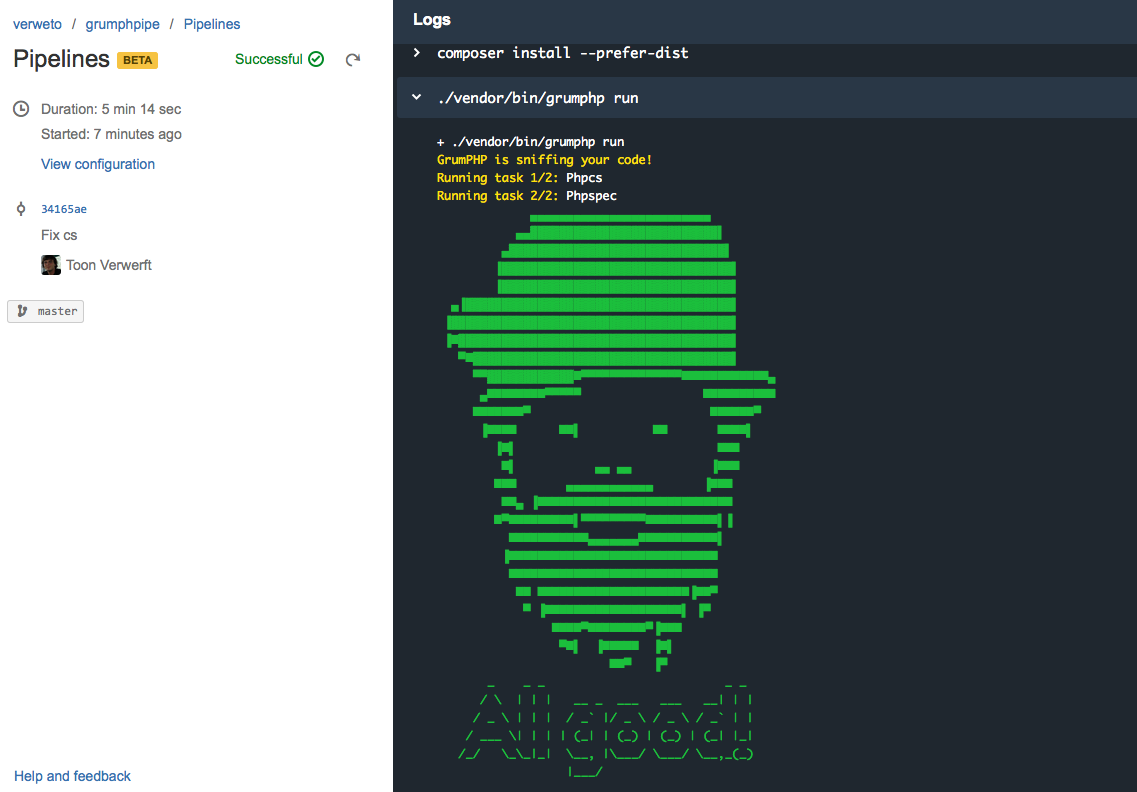 verweto / grumphpipe / Pipelines
Pipelines BETA
Successful
Duration: 5 min 14 sec
Started: 7 minutes ago
View configuration
34165ae
Fix cs
Toon Verwerft
master
Help and feedback
Logs
composer install --prefer-dist
./vendor/bin/grumphp run
+ ./vendor/bin/grumphp run
GrumPHP is sniffing your code!
Running task 1/2: Phpcs
Running task 2/2: Phpspec
All good!